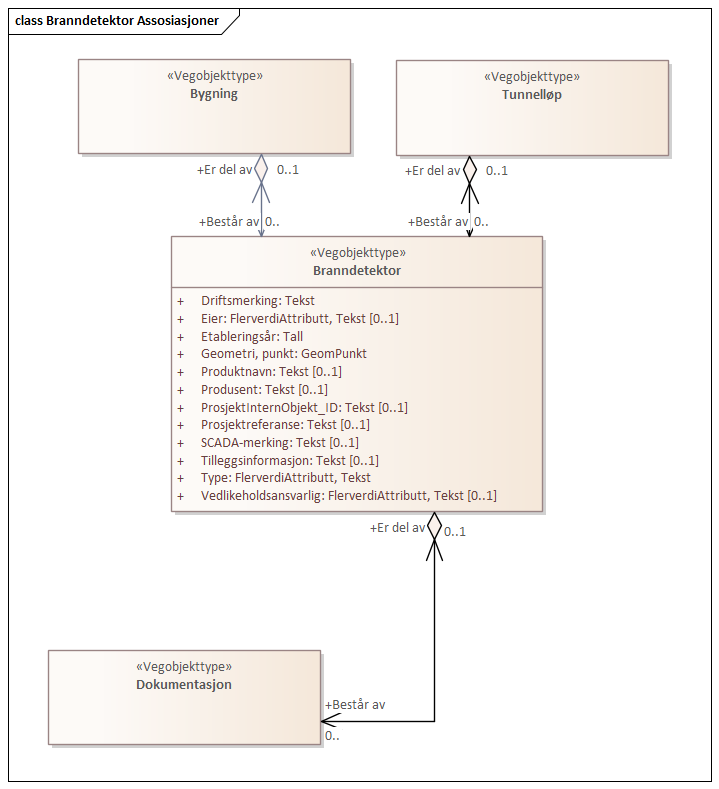 class Branndetektor Assosiasjoner
«Vegobjekttype»
Bygning
«Vegobjekttype»
Tunnelløp
+Er del av 0..1
+Er del av 0..1
+Består av 0..
+Består av 0..
«Vegobjekttype»
Branndetektor
+ Driftsmerking: Tekst
+ Eier: FlerverdiAttributt, Tekst [0..1]
+ Etableringsår: Tall
+ Geometri, punkt: GeomPunkt
+ Produktnavn: Tekst [0..1]
+ Produsent: Tekst [0..1]
+ ProsjektInternObjekt_ID: Tekst [0..1]
+ Prosjektreferanse: Tekst [0..1]
+ SCADA-merking: Tekst [0..1]
+ Tilleggsinformasjon: Tekst [0..1]
+ Type: FlerverdiAttributt, Tekst
+ Vedlikeholdsansvarlig: FlerverdiAttributt, Tekst [0..1]
+Er del av 0..1
«Vegobjekttype»
Dokumentasjon
+Består av
0..